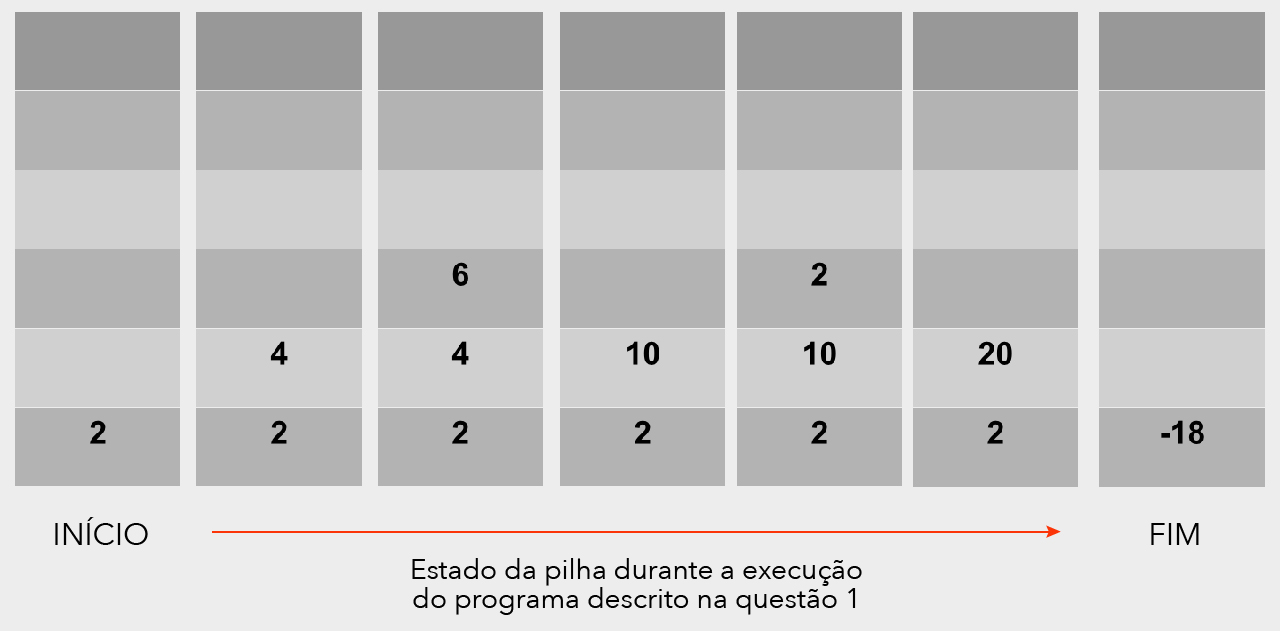 6 2
4 4 10 10 20
2 2 2 2 2 2 -18
INÍCIO FIM
Estado da pilha durante a execução
do programa descrito na questão 1